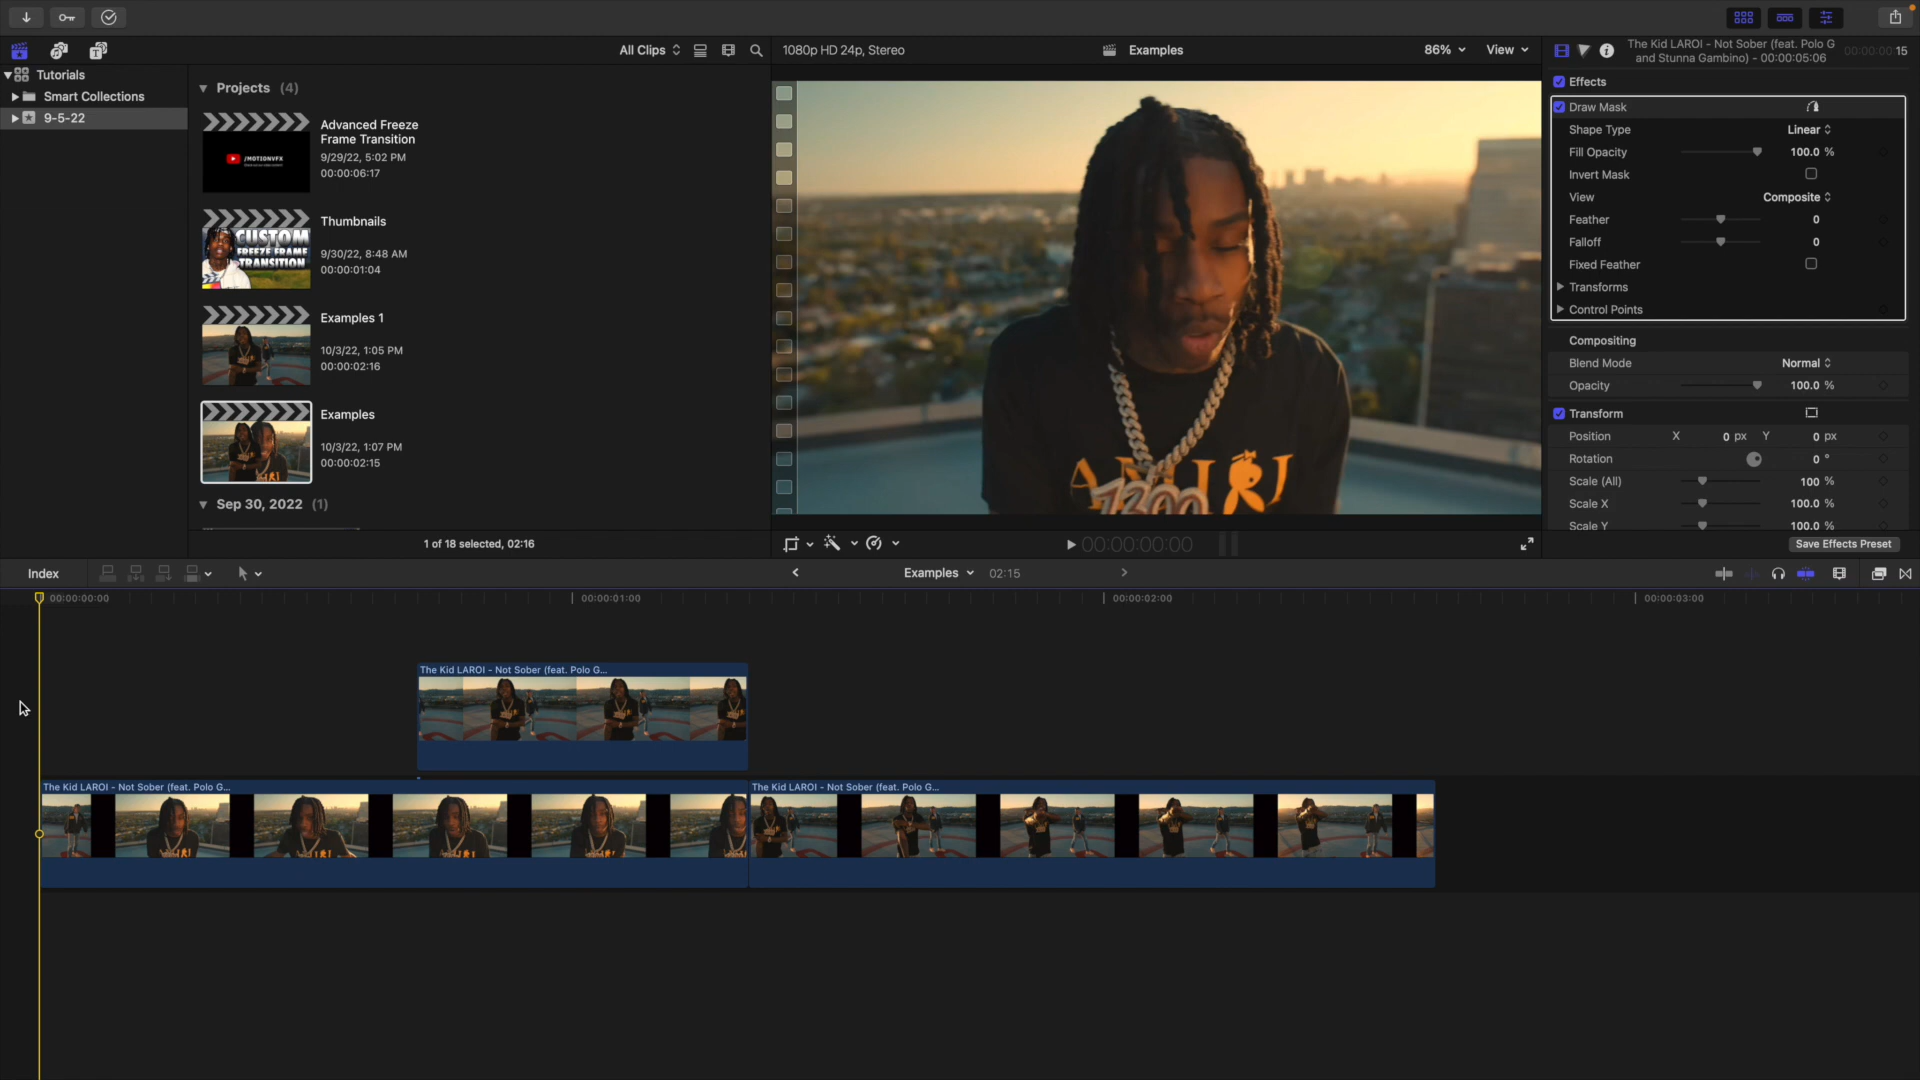 All Clips
1080p HD 24p, Stereo
Examples
86%
View
The Kid LAROI - Not Sober (feat. Polo G
and Stunna Gambino) - 00:00:05:06
00:00:00:15
Tutorials
Smart Collections
9-5-22
Projects (4)
Advanced Freeze
Frame Transition
9/29/22, 5:02 PM
00:00:06:17
/MOTIONVFX
Thumbnails
9/30/22, 8:48 AM
00:00:01:04
CUSTOM
FREEZE FRAME
TRANSITION
Examples 1
10/3/22, 1:05 PM
00:00:02:16
Examples
10/3/22, 1:07 PM
00:00:02:15
Sep 30, 2022 (1)
1 of 18 selected, 02:16
AMIRI
1300
00:00:00:00
Effects
Draw Mask
Shape Type Linear
Fill Opacity 100.0 %
Invert Mask
View Composite
Feather 0
Falloff 0
Fixed Feather
Transforms
Control Points
Compositing
Blend Mode Normal
Opacity 100.0 %
Transform
Position X 0 px Y 0 px
Rotation 0 °
Scale (All) 100 %
Scale X 100.0 %
Scale Y 100.0 %
Save Effects Preset
Index
Examples 02:15
00:00:00:00 00:00:01:00 00:00:02:00 00:00:03:00
The Kid LAROI - Not Sober (feat. Polo G...
The Kid LAROI - Not Sober (feat. Polo G...
The Kid LAROI - Not Sober (feat. Polo G...